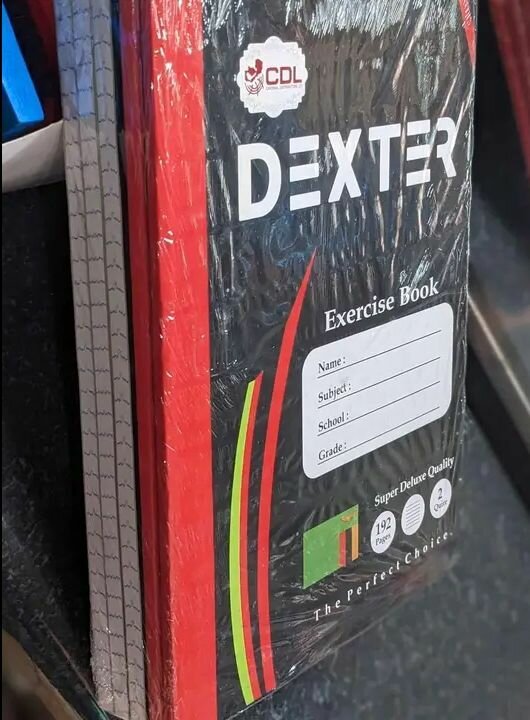 CDL
DEXTER
Exercise Book
Name :
Subject :
School :
Grade :
Super Deluxe Quality
192
Pages
2
Quire
The Perfect Choice.